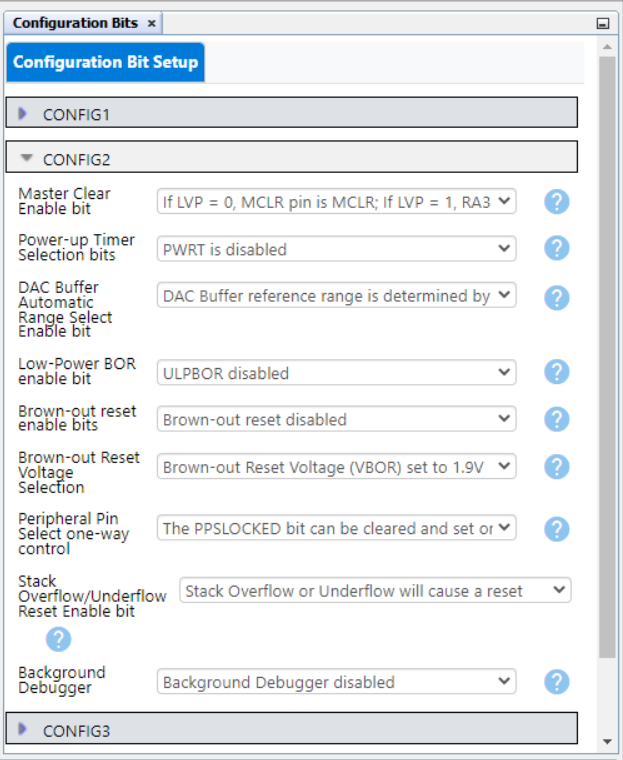 Configuration Bits ×
Configuration Bit Setup
CONFIG1
CONFIG2
Master Clear
Enable bit
If LVP = 0, MCLR pin is MCLR; If LVP = 1, RA3
?
Power-up Timer
Selection bits
PWRT is disabled
?
DAC Buffer
Automatic
Range Select
Enable bit
DAC Buffer reference range is determined by
?
Low-Power BOR
enable bit
ULPBOR disabled
?
Brown-out reset
enable bits
Brown-out reset disabled
?
Brown-out Reset
Voltage
Selection
Brown-out Reset Voltage (VBOR) set to 1.9V
?
Peripheral Pin
Select one-way
control
The PPSLOCKED bit can be cleared and set or
?
Stack
Overflow/Underflow
Reset Enable bit
Stack Overflow or Underflow will cause a reset
?
Background
Debugger
Background Debugger disabled
?
CONFIG3